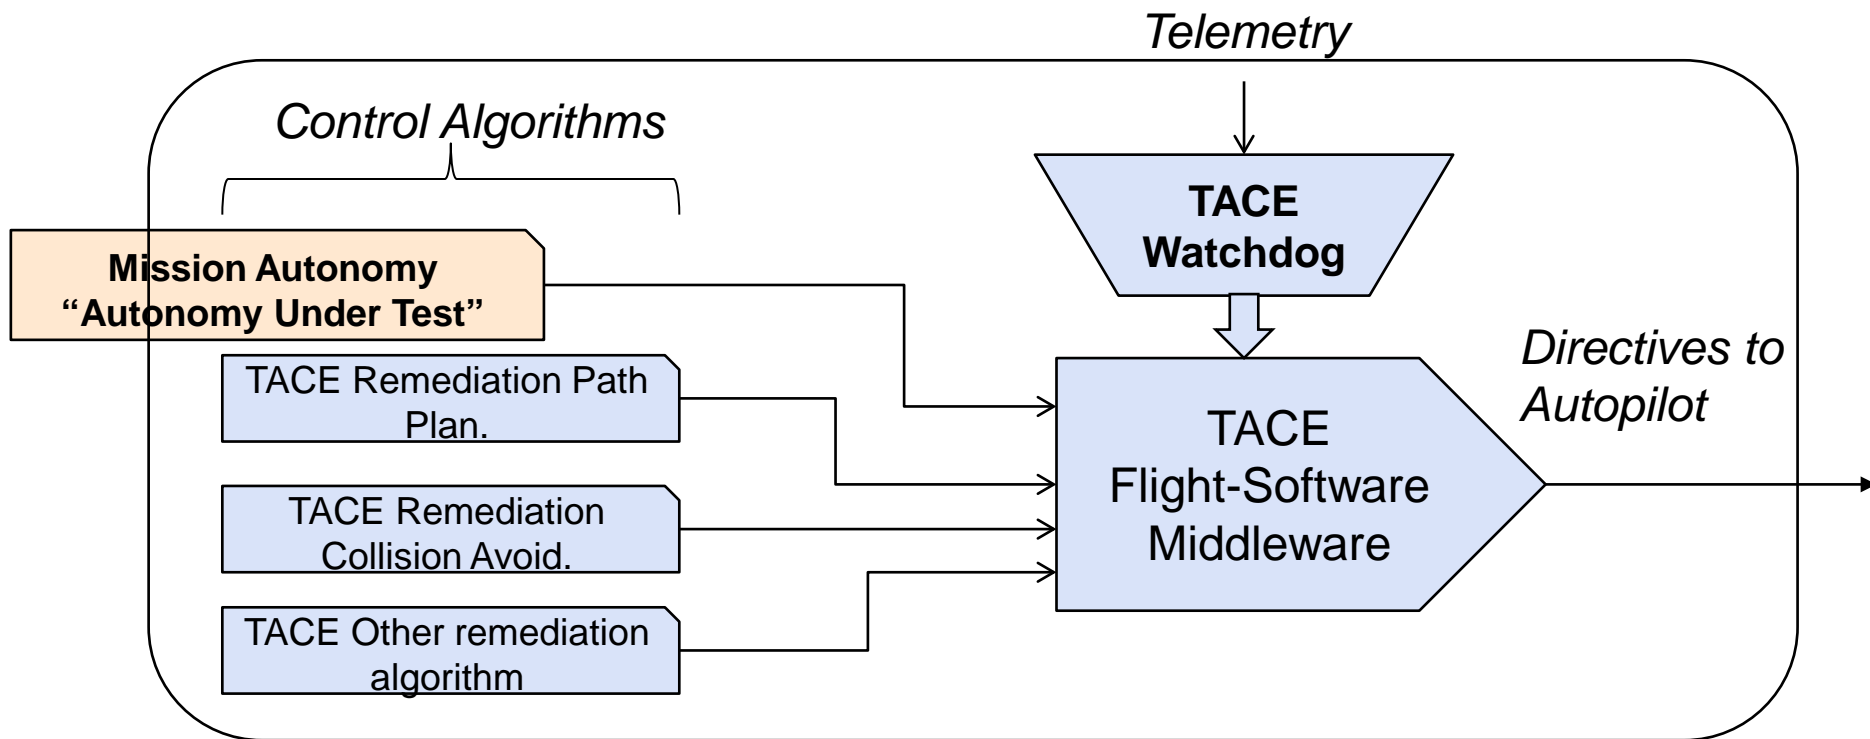 Telemetry
Control Algorithms
TACE
Watchdog
Mission Autonomy
“Autonomy Under Test”
TACE Remediation Path
Plan.
TACE Remediation
Collision Avoid.
TACE Other remediation
algorithm
TACE
Flight-Software
Middleware
Directives to
Autopilot